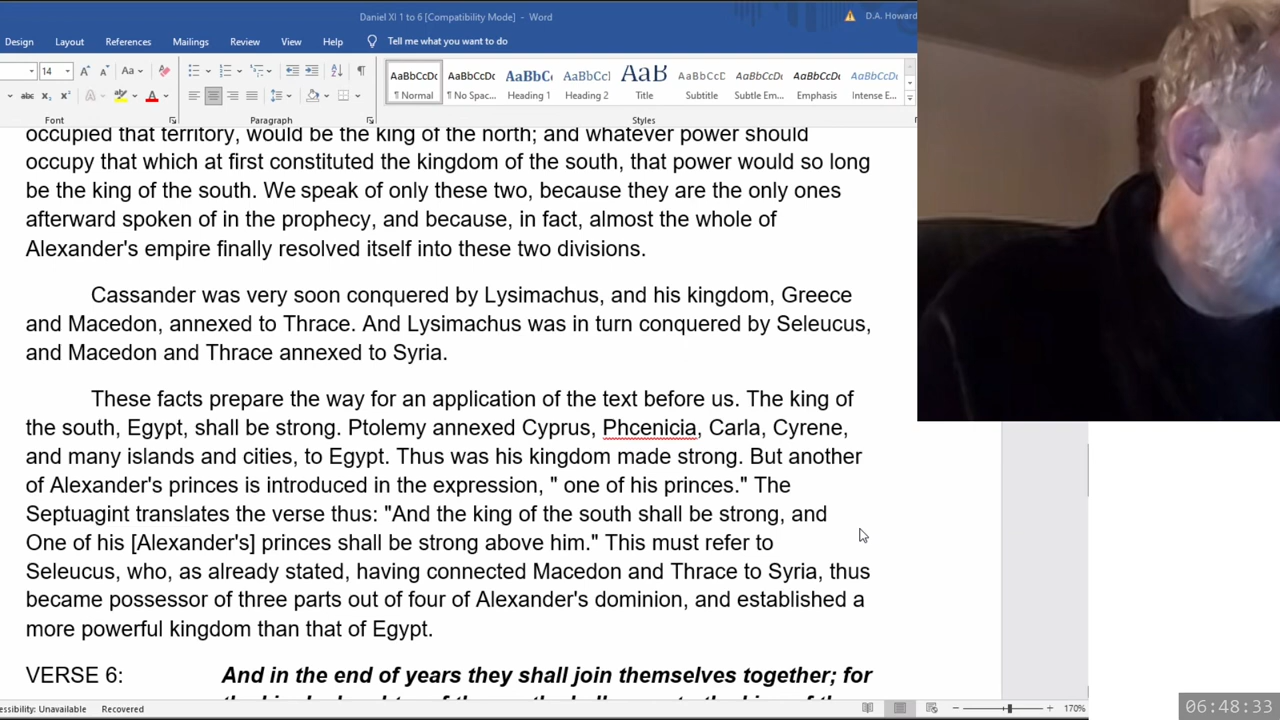 Daniel XI 1 to 6 [Compatibility Mode] - Word
D.A. Howard
Design Layout References Mailings Review View Help Tell me what you want to do
14 Aa
AaBbCcDc AaBbCcDc AaBbC AaBbCcC AaB AaBbCcD AaBbCcD AaBbCcD AaBbCcD
¶ Normal ¶ No Spac... Heading 1 Heading 2 Title Subtitle Subtle Em... Emphasis Intense E...
abc x₂ x² A A
Font Paragraph Styles
occupied that territory, would be the king of the north; and whatever power should
occupy that which at first constituted the kingdom of the south, that power would so long
be the king of the south. We speak of only these two, because they are the only ones
afterward spoken of in the prophecy, and because, in fact, almost the whole of
Alexander's empire finally resolved itself into these two divisions.
Cassander was very soon conquered by Lysimachus, and his kingdom, Greece
and Macedon, annexed to Thrace. And Lysimachus was in turn conquered by Seleucus,
and Macedon and Thrace annexed to Syria.
These facts prepare the way for an application of the text before us. The king of
the south, Egypt, shall be strong. Ptolemy annexed Cyprus, Phcenicia, Carla, Cyrene,
and many islands and cities, to Egypt. Thus was his kingdom made strong. But another
of Alexander's princes is introduced in the expression, " one of his princes." The
Septuagint translates the verse thus: "And the king of the south shall be strong, and
One of his [Alexander's] princes shall be strong above him." This must refer to
Seleucus, who, as already stated, having connected Macedon and Thrace to Syria, thus
became possessor of three parts out of four of Alexander's dominion, and established a
more powerful kingdom than that of Egypt.
VERSE 6: And in the end of years they shall join themselves together; for
essibility: Unavailable Recovered 170%
06:48:33